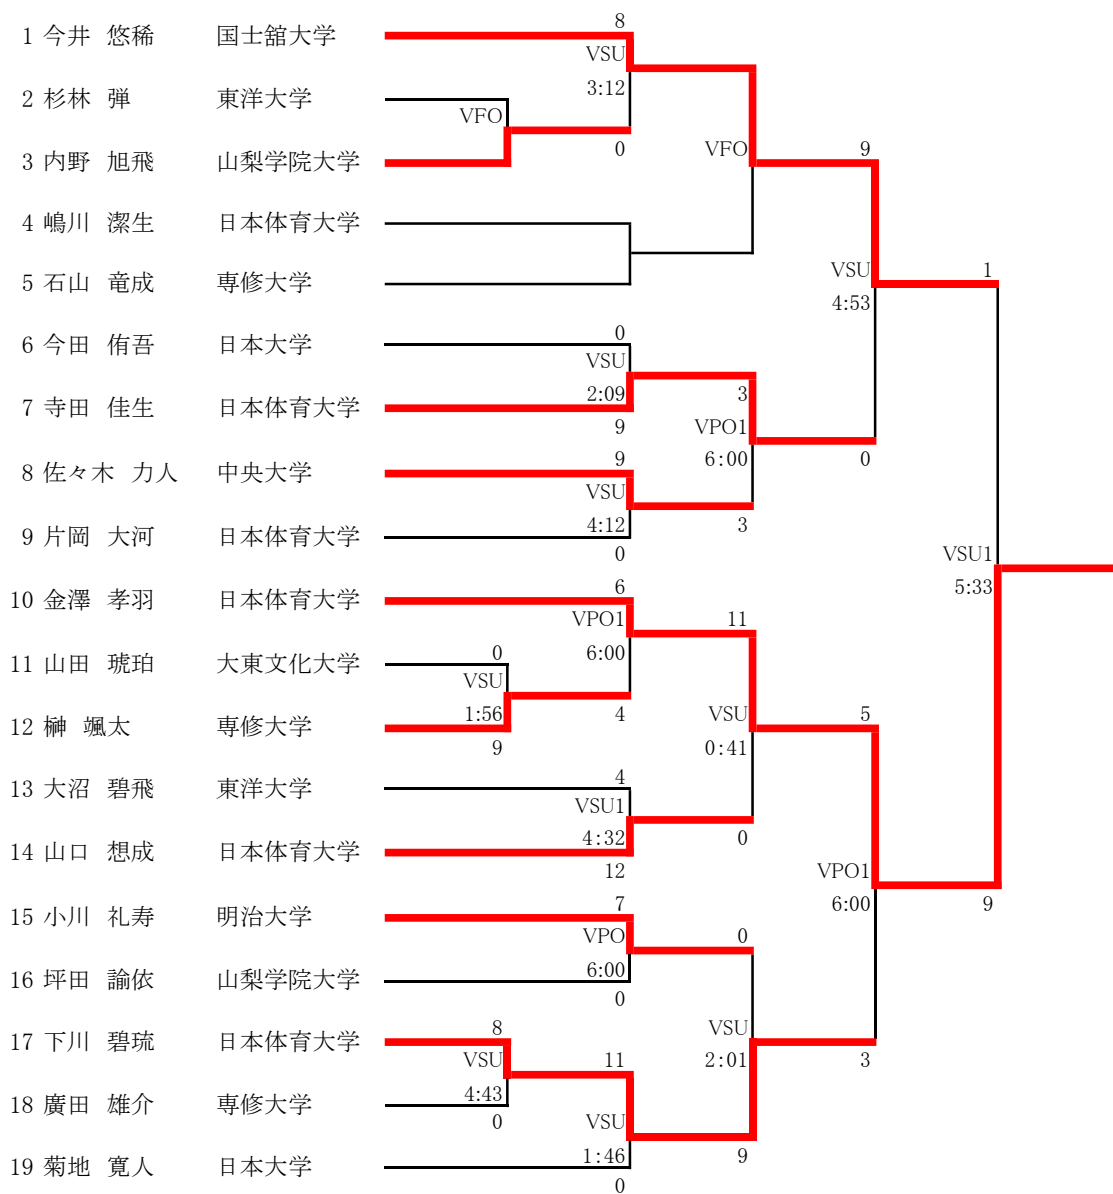 8
1 今井 悠稀 国士舘大学
VSU
3:12
2 杉林 弾 東洋大学
VFO
0 VFO 9
3 内野 旭飛 山梨学院大学
4 嶋川 潔生 日本体育大学
VSU 1
5 石山 竜成 専修大学
4:53
0
6 今田 侑吾 日本大学
VSU
2:09 3
7 寺田 佳生 日本体育大学
9 VPO1
9 6:00 0
8 佐々木 力人 中央大学
VSU
4:12 3
9 片岡 大河 日本体育大学
0 VSU1
6 5:33
10 金澤 孝羽 日本体育大学
VPO1 11
0 6:00
11 山田 琥珀 大東文化大学
VSU
1:56 4 VSU 5
12 榊 颯太 専修大学
9 0:41
4
13 大沼 碧飛 東洋大学
VSU1
4:32 0
14 山口 想成 日本体育大学
12 VPO1
7 6:00 9
15 小川 礼寿 明治大学
VPO 0
6:00
16 坪田 諭依 山梨学院大学
0
8 VSU
17 下川 碧琉 日本体育大学
VSU 11 2:01 3
4:43
18 廣田 雄介 専修大学
0 VSU
1:46 9
19 菊地 寛人 日本大学
0